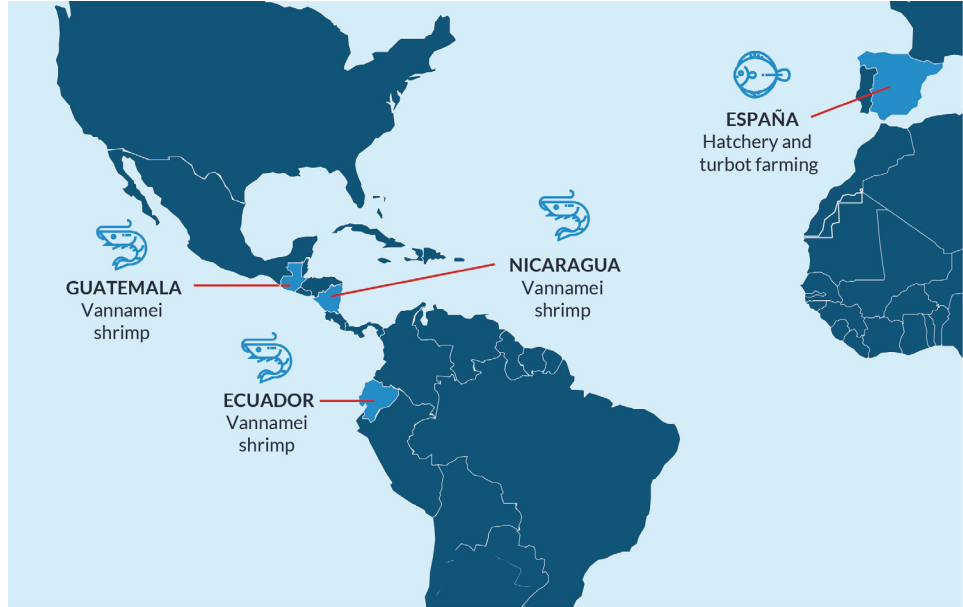 ESPAÑA
Hatchery and
turbot farming
NICARAGUA
Vannamei
shrimp
GUATEMALA
Vannamei
shrimp
ECUADOR
Vannamei
shrimp